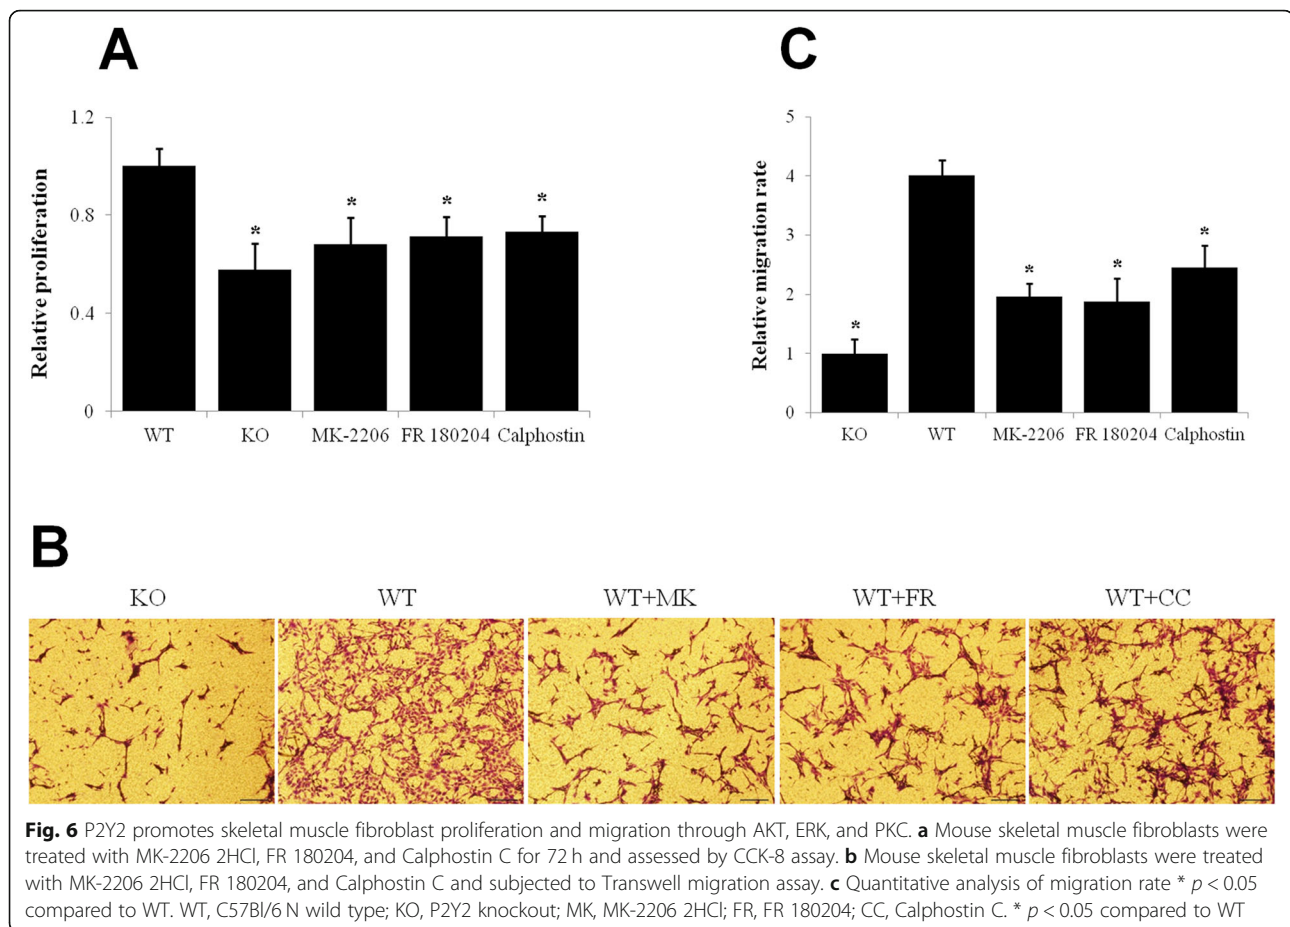 A
Relative proliferation
1.2
0.8
0.4
0
* * * *
WT KO MK-2206 FR 180204 Calphostin
C
Relative migration rate
5
4
3
2
1
0
* * * *
KO WT MK-2206 FR 180204 Calphostin
B
KO WT WT+MK WT+FR WT+CC
Fig. 6 P2Y2 promotes skeletal muscle fibroblast proliferation and migration through AKT, ERK, and PKC. a Mouse skeletal muscle fibroblasts were
treated with MK-2206 2HCl, FR 180204, and Calphostin C for 72 h and assessed by CCK-8 assay. b Mouse skeletal muscle fibroblasts were treated
with MK-2206 2HCl, FR 180204, and Calphostin C and subjected to Transwell migration assay. c Quantitative analysis of migration rate * p < 0.05
compared to WT. WT, C57Bl/6 N wild type; KO, P2Y2 knockout; MK, MK-2206 2HCl; FR, FR 180204; CC, Calphostin C. * p < 0.05 compared to WT